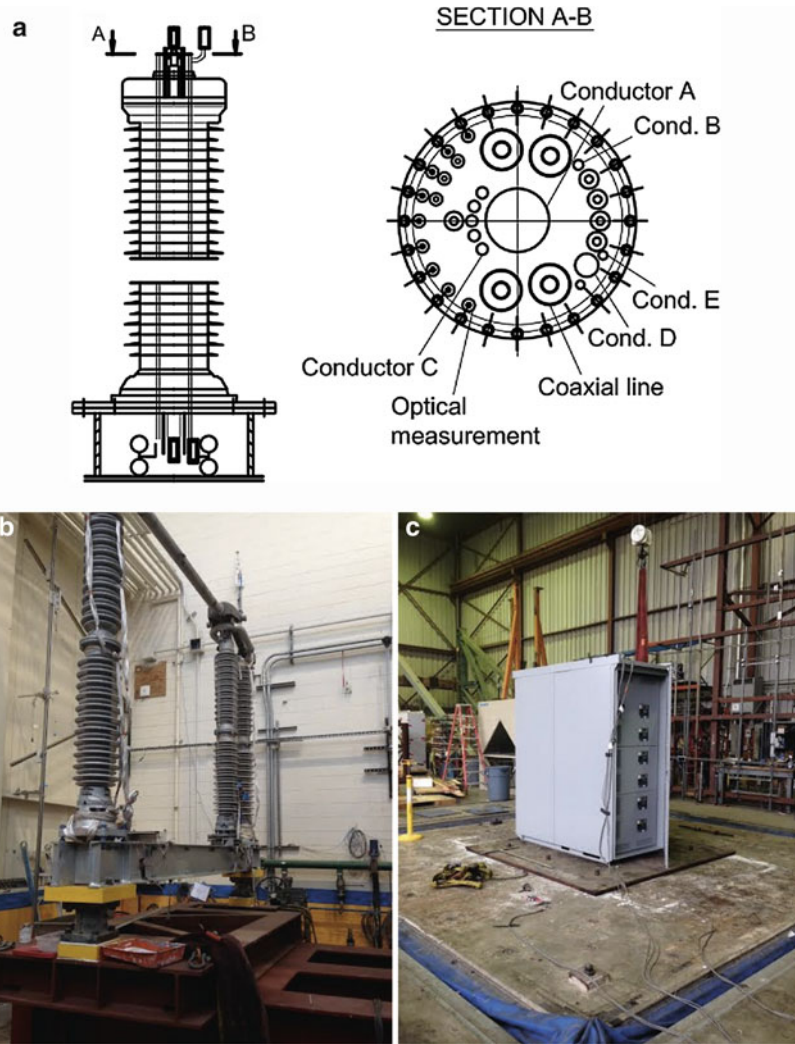 a
A
B
SECTION A-B
Conductor A
Cond. B
Cond. E
Cond. D
Coaxial line
Conductor C
Optical
measurement
b
c